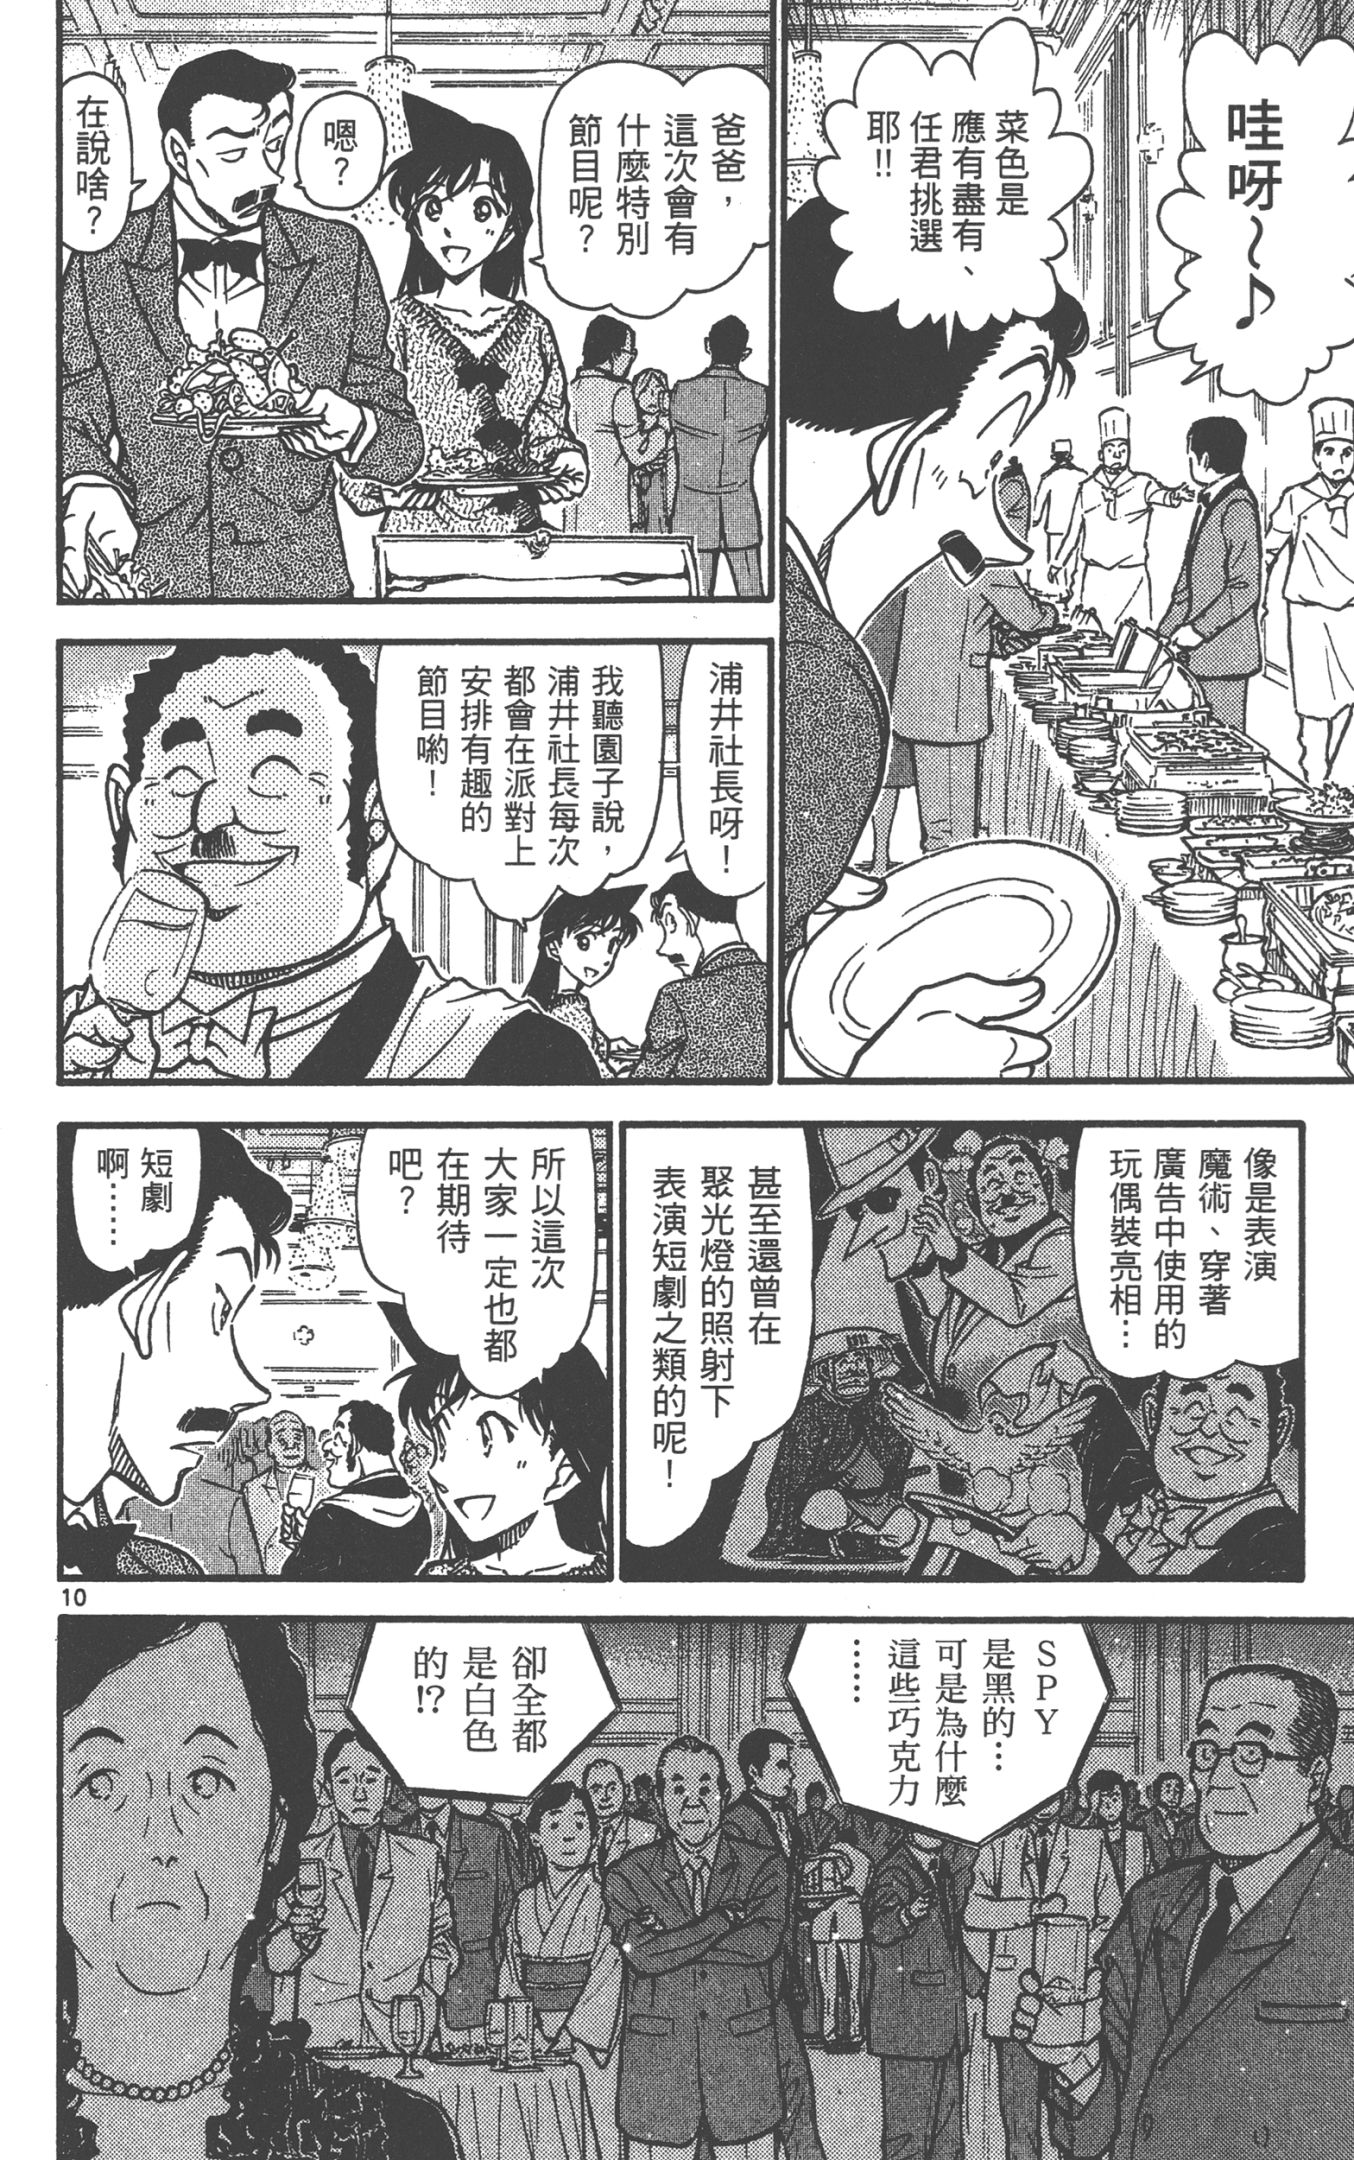 哇呀～♪
菜色是
應有盡有、
任君挑選
耶!!
爸爸，
這次會有
什麼特別
節目呢？
嗯？
在說啥？
浦井社長呀！
我聽園子說，
浦井社長每次
都會在派對上
安排有趣的
節目喲！
像是表演
魔術、穿著
廣告中使用的
玩偶裝亮相…
甚至還曾在
聚光燈的照射下
表演短劇之類的呢！
所以這次
大家一定也都
在期待
吧？
短劇
啊……
SPY
是黑的…
可是為什麼
這些巧克力
……
卻全都
是白色
的!?
10